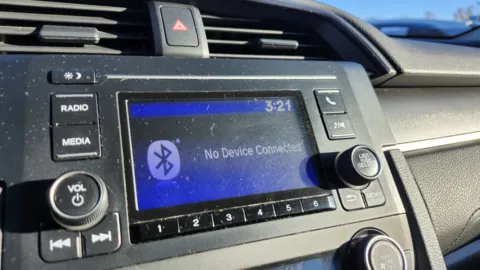 3:21
RADIO
MEDIA
No Device Connected
VOL
1 2 3 4 5 6